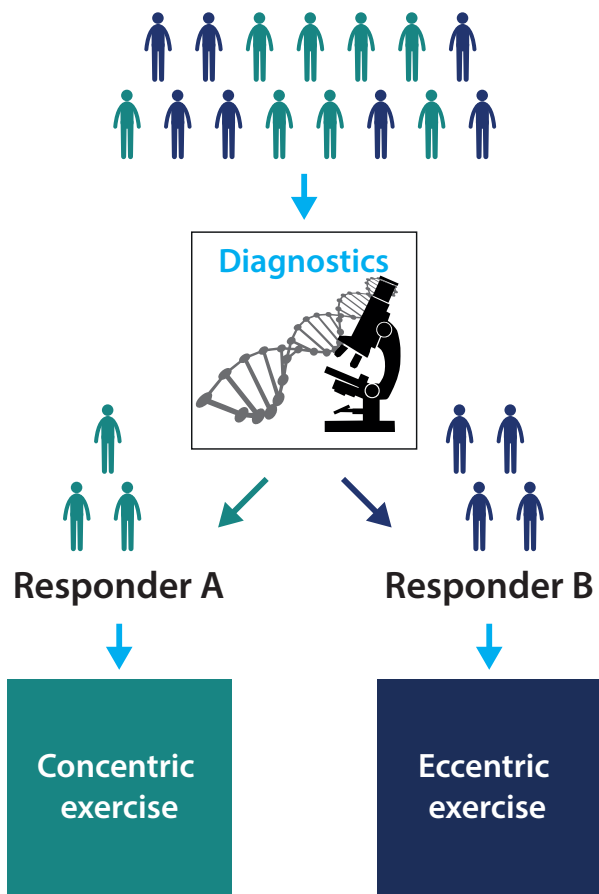 Diagnostics
Responder A
Responder B
Concentric
exercise
Eccentric
exercise